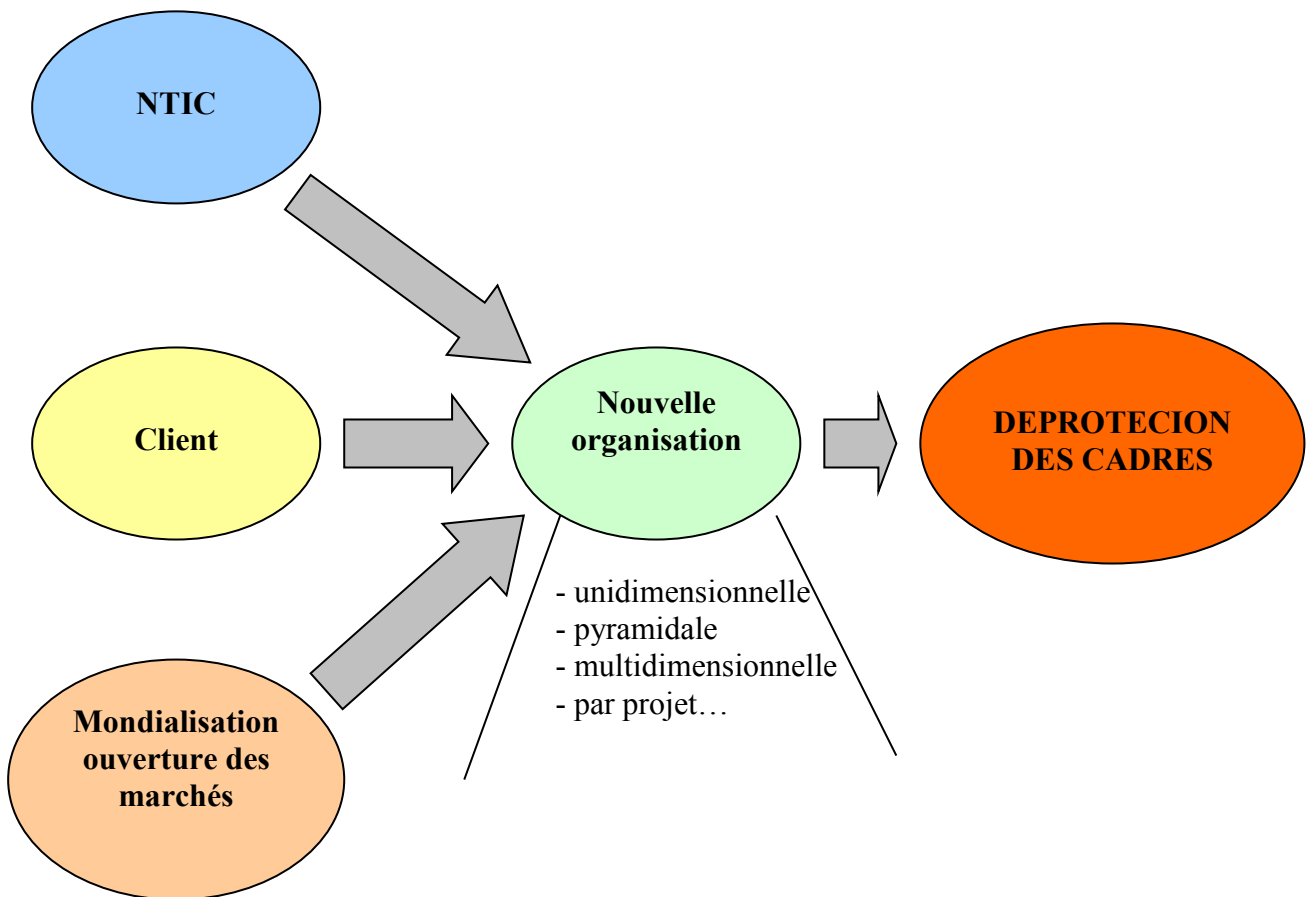 NTIC
Client
Mondialisation
ouverture des
marchés
Nouvelle
organisation
- unidimensionnelle
- pyramidale
- multidimensionnelle
- par projet…
DEPROTECION
DES CADRES